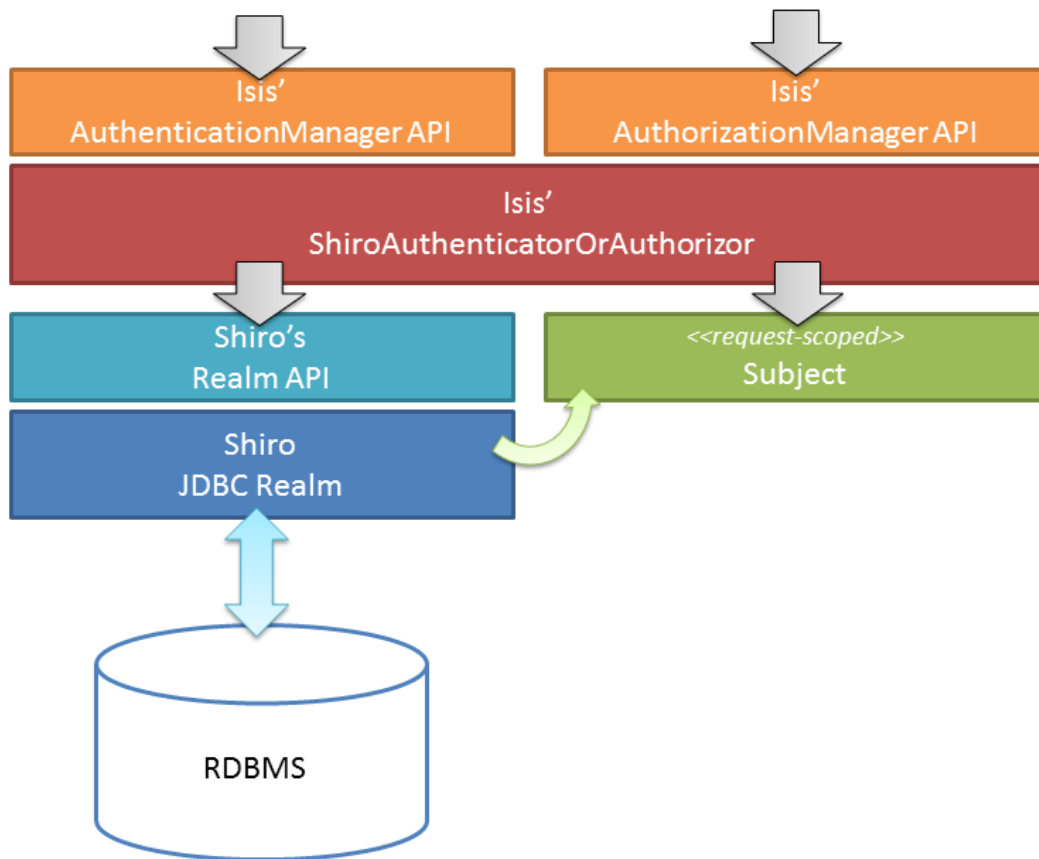 Isis’
AuthenticationManager API
Isis’
AuthorizationManager API
Isis’
ShiroAuthenticatorOrAuthorizor
Shiro’s
Realm API
<<request-scoped>>
Subject
Shiro
JDBC Realm
RDBMS